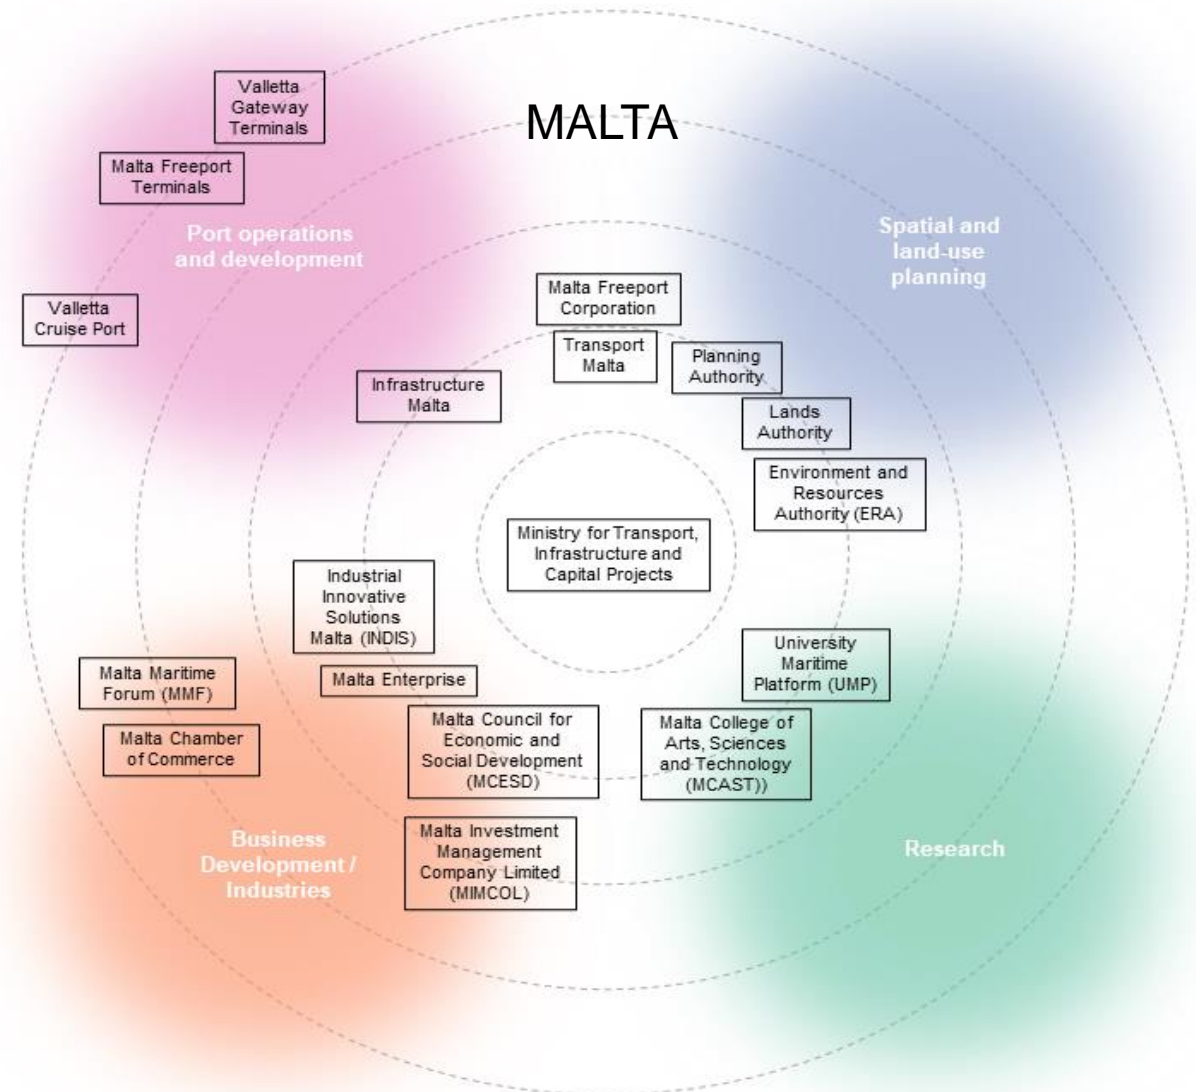 MALTA
Valletta
Gateway
Terminals
Malta Freeport
Terminals
Port operations
and development
Spatial and
land-use
planning
Valletta
Cruise Port
Malta Freeport
Corporation
Transport
Malta
Planning
Authority
Infrastructure
Malta
Lands
Authority
Environment and
Resources
Authority (ERA)
Ministry for Transport,
Infrastructure and
Capital Projects
Industrial
Innovative
Solutions
Malta (INDIS)
University
Maritime
Platform (UMP)
Malta Maritime
Forum (MMF)
Malta Enterprise
Malta Chamber
of Commerce
Malta Council for
Economic and
Social Development
(MCESD)
Malta College of
Arts, Sciences
and Technology
(MCAST))
Business
Development /
Industries
Malta Investment
Management
Company Limited
(MIMCOL)
Research